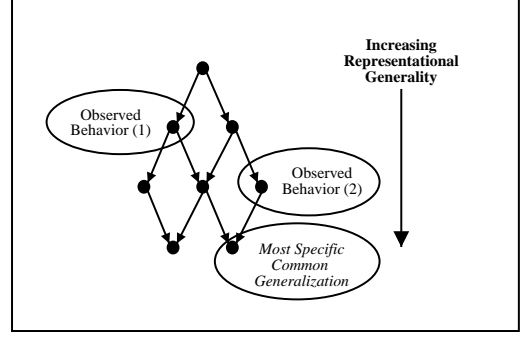 Increasing
Representational
Generality
Observed
Behavior (1)
Observed
Behavior (2)
Most Specific
Common
Generalization